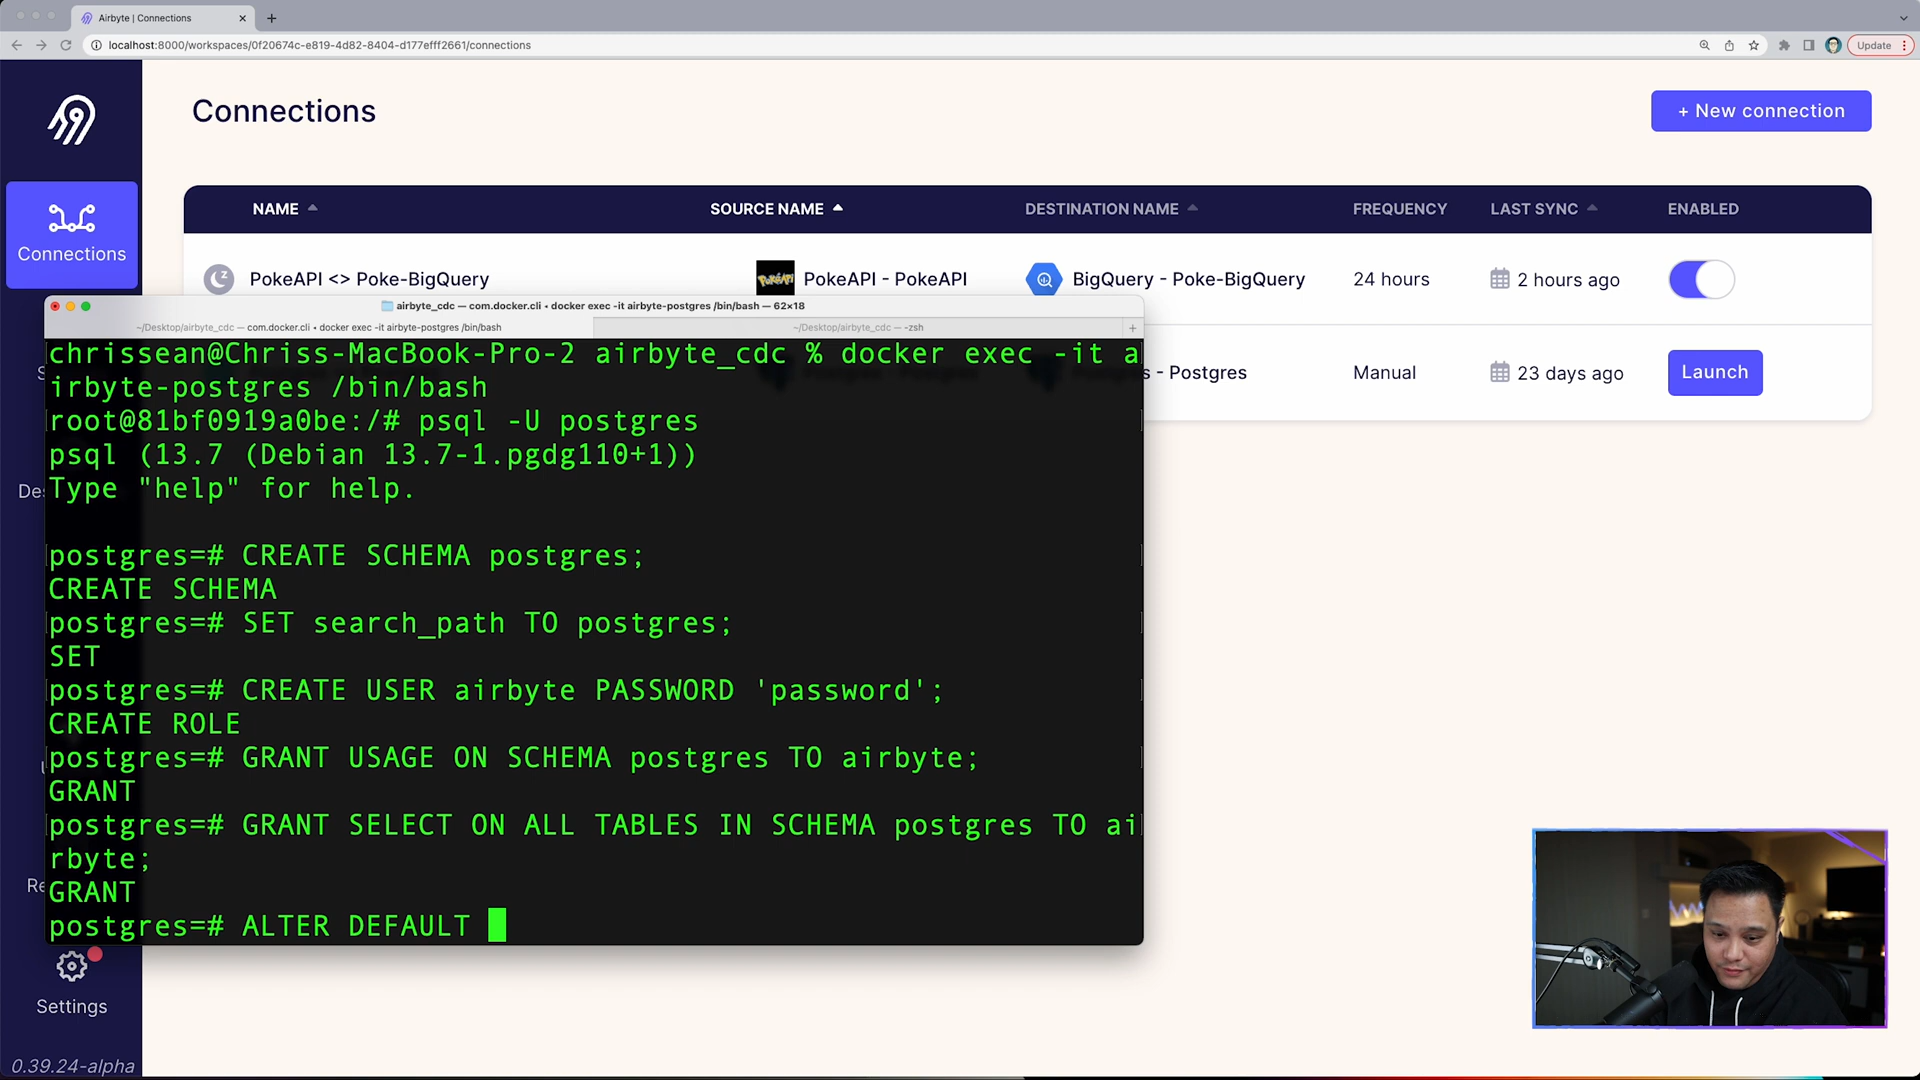 Airbyte | Connections
localhost:8000/workspaces/0f20674c-e819-4d82-8404-d177efff2661/connections
Update
Connections
+ New connection
NAME SOURCE NAME DESTINATION NAME FREQUENCY LAST SYNC ENABLED
Connections
PokeAPI <> Poke-BigQuery PokeAPI - PokeAPI BigQuery - Poke-BigQuery 24 hours 2 hours ago
s - Postgres Manual 23 days ago Launch
airbyte_cdc — com.docker.cli • docker exec -it airbyte-postgres /bin/bash — 62×18
~/Desktop/airbyte_cdc — com.docker.cli • docker exec -it airbyte-postgres /bin/bash
~/Desktop/airbyte_cdc — -zsh
chrissean@Chriss-MacBook-Pro-2 airbyte_cdc % docker exec -it a
irbyte-postgres /bin/bash
root@81bf0919a0be:/# psql -U postgres
psql (13.7 (Debian 13.7-1.pgdg110+1))
Type "help" for help.
postgres=# CREATE SCHEMA postgres;
CREATE SCHEMA
postgres=# SET search_path TO postgres;
SET
postgres=# CREATE USER airbyte PASSWORD 'password';
CREATE ROLE
postgres=# GRANT USAGE ON SCHEMA postgres TO airbyte;
GRANT
postgres=# GRANT SELECT ON ALL TABLES IN SCHEMA postgres TO ai
rbyte;
GRANT
postgres=# ALTER DEFAULT
De
Re
Settings
0.39.24-alpha